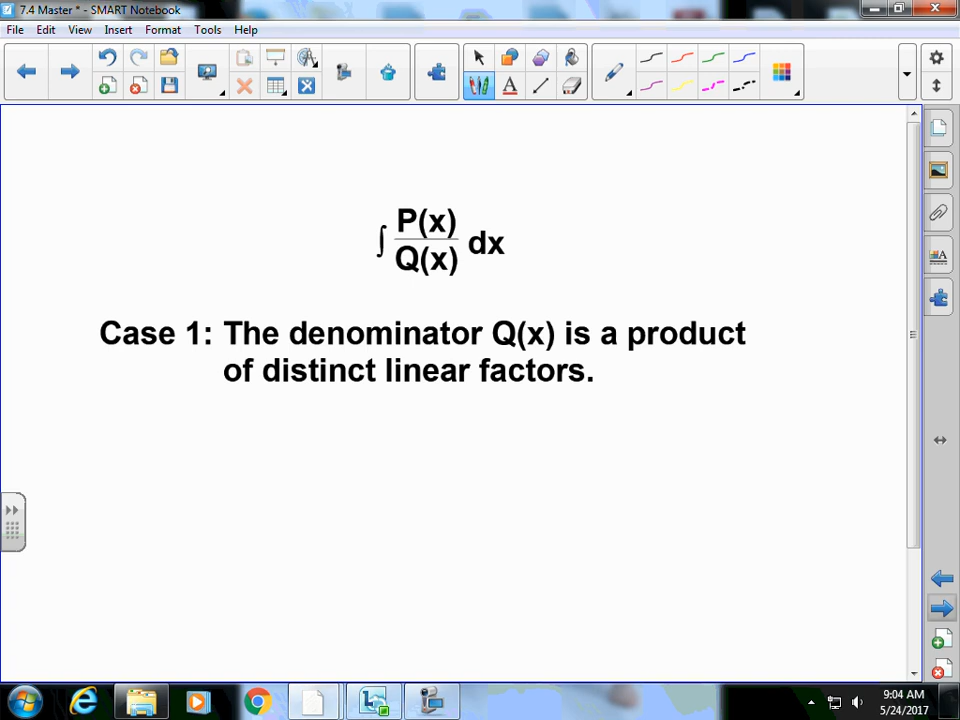 7.4 Master * - SMART Notebook
File Edit View Insert Format Tools Help
∫ P(x)/Q(x) dx
Case 1: The denominator Q(x) is a product
of distinct linear factors.
9:04 AM
5/24/2017